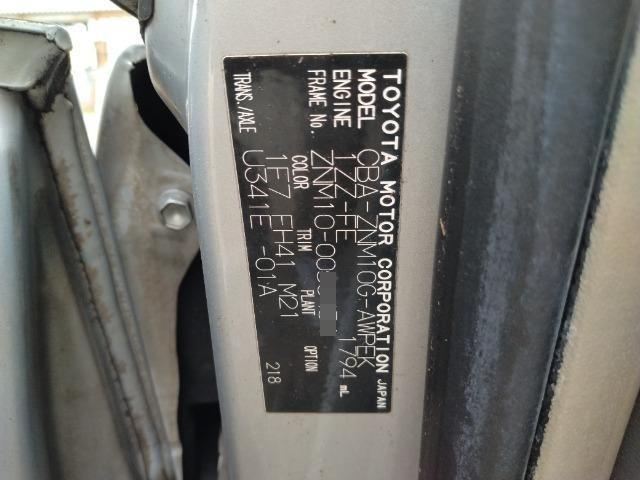 TOYOTA MOTOR CORPORATION JAPAN
MODEL CBA-ZNM10G-AWPEK
ENGINE 1ZZ-FE 1794 mL
FRAME No. ZNM10-00
COLOR TRIM PLANT OPTION
1E7 EH41 M21
TRANS./AXLE U341E -01A 218